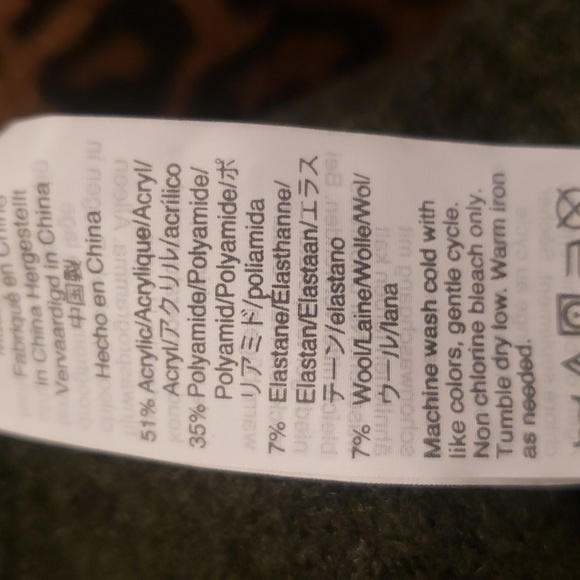 Fabriqué en Chine
in China Hergestellt
Vervaardigd in China
中国製
Hecho en China
51% Acrylic/Acrylique/Acryl/
Acryl/アクリル/acrílico
35% Polyamide/Polyamide/
Polyamid/Polyamide/ポ
リアミド/poliamida
7% Elastane/Elasthanne/
Elastan/Elastaan/エラス
テーン/elastano
7% Wool/Laine/Wolle/Wol/
ウール/lana
Machine wash cold with
like colors, gentle cycle.
Non chlorine bleach only.
Tumble dry low. Warm iron
as needed.